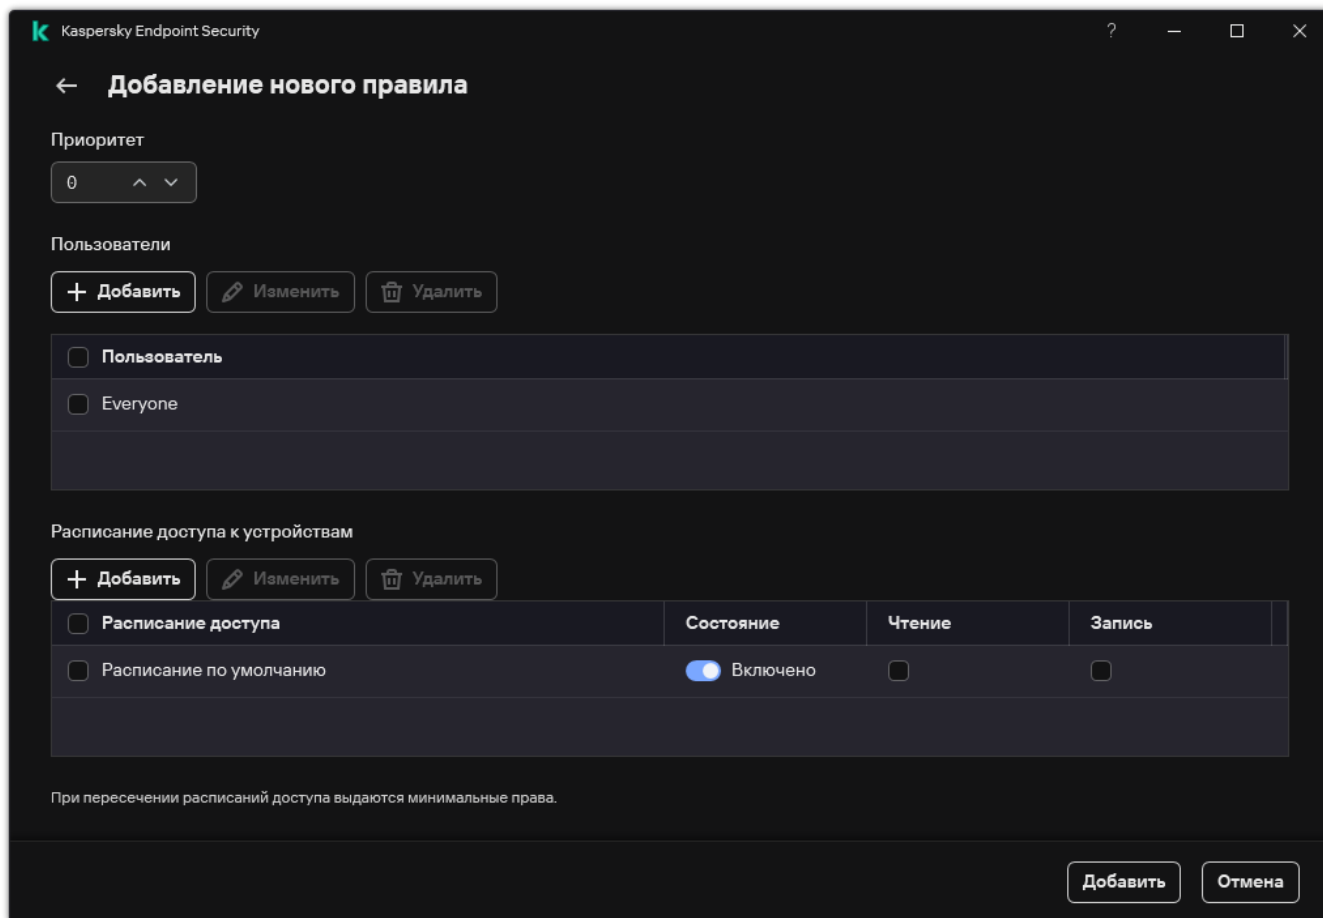 Kaspersky Endpoint Security ?
Добавление нового правила
Приоритет
0
Пользователи
Добавить Изменить Удалить
Пользователь
Everyone
Расписание доступа к устройствам
Добавить Изменить Удалить
Расписание доступа Состояние Чтение Запись
Расписание по умолчанию Включено
При пересечении расписаний доступа выдаются минимальные права.
Добавить Отмена